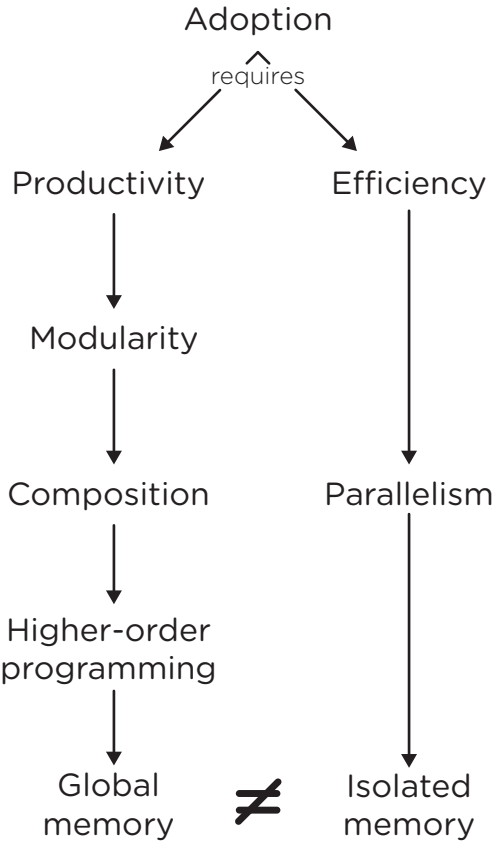 Adoption
requires
Productivity
Efficiency
Modularity
Composition
Parallelism
Higher-order
programming
Global
memory
≠
Isolated
memory